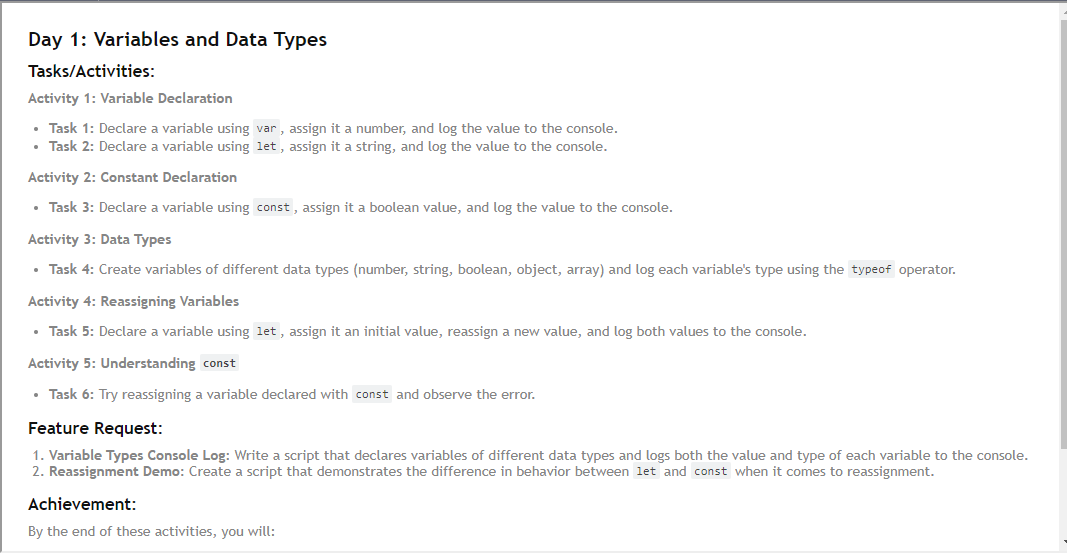 Day 1: Variables and Data Types
Tasks/Activities:
Activity 1: Variable Declaration
• Task 1: Declare a variable using var, assign it a number, and log the value to the console.
• Task 2: Declare a variable using let, assign it a string, and log the value to the console.
Activity 2: Constant Declaration
• Task 3: Declare a variable using const, assign it a boolean value, and log the value to the console.
Activity 3: Data Types
• Task 4: Create variables of different data types (number, string, boolean, object, array) and log each variable's type using the typeof operator.
Activity 4: Reassigning Variables
• Task 5: Declare a variable using let, assign it an initial value, reassign a new value, and log both values to the console.
Activity 5: Understanding const
• Task 6: Try reassigning a variable declared with const and observe the error.
Feature Request:
1. Variable Types Console Log: Write a script that declares variables of different data types and logs both the value and type of each variable to the console.
2. Reassignment Demo: Create a script that demonstrates the difference in behavior between let and const when it comes to reassignment.
Achievement:
By the end of these activities, you will: